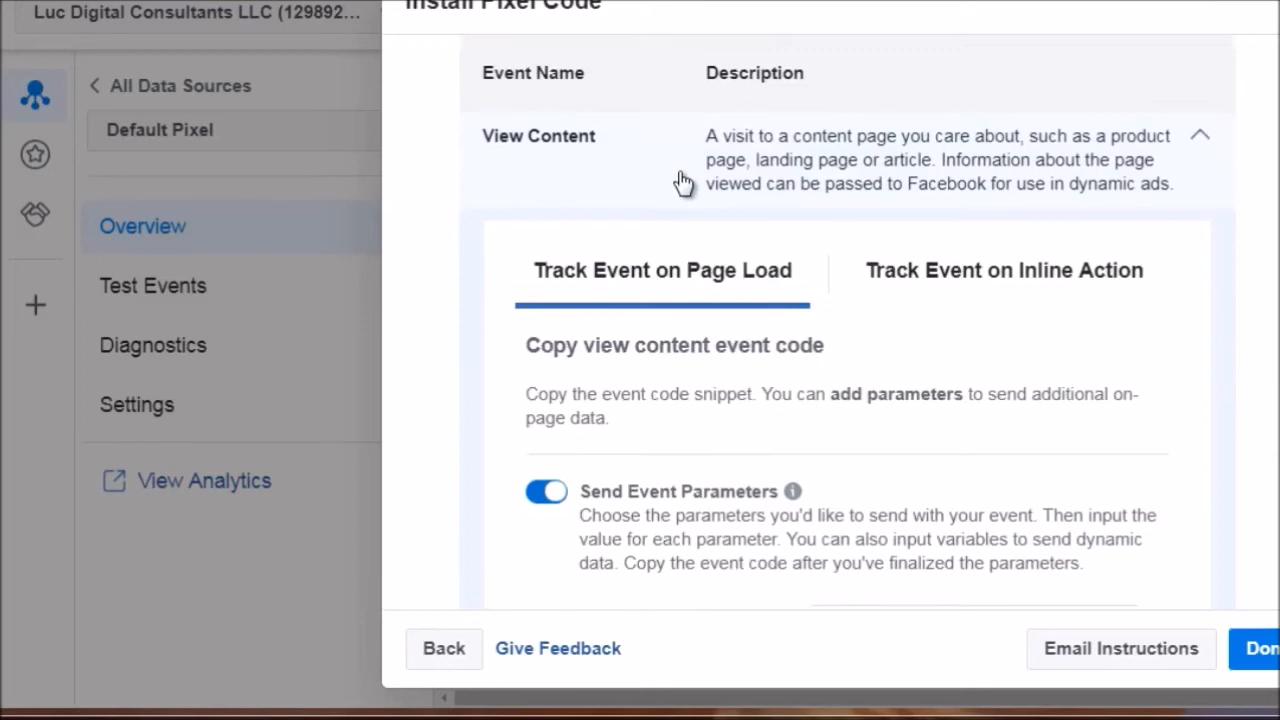 Luc Digital Consultants LLC (129892...
Install Pixel Code
All Data Sources
Default Pixel
Overview
Test Events
Diagnostics
Settings
View Analytics
Event Name
Description
View Content
A visit to a content page you care about, such as a product
page, landing page or article. Information about the page
viewed can be passed to Facebook for use in dynamic ads.
Track Event on Page Load
Track Event on Inline Action
Copy view content event code
Copy the event code snippet. You can add parameters to send additional on-
page data.
Send Event Parameters
Choose the parameters you'd like to send with your event. Then input the
value for each parameter. You can also input variables to send dynamic
data. Copy the event code after you've finalized the parameters.
Back
Give Feedback
Email Instructions
Don